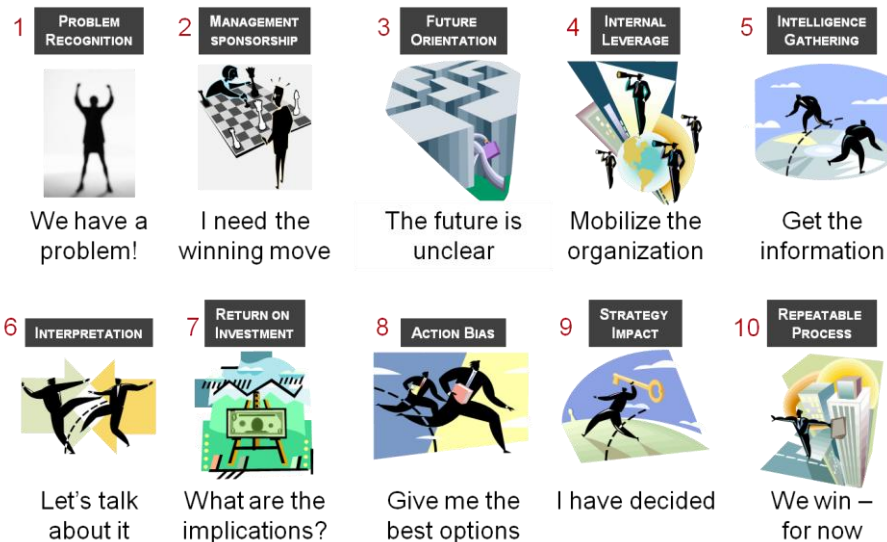 1 PROBLEM
RECOGNITION
We have a
problem!
2 MANAGEMENT
SPONSORSHIP
I need the
winning move
3 FUTURE
ORIENTATION
The future is
unclear
4 INTERNAL
LEVERAGE
Mobilize the
organization
5 INTELLIGENCE
GATHERING
Get the
information
6 INTERPRETATION
Let's talk
about it
7 RETURN ON
INVESTMENT
What are the
implications?
8 ACTION BIAS
Give me the
best options
9 STRATEGY
IMPACT
I have decided
10 REPEATABLE
PROCESS
We win –
for now